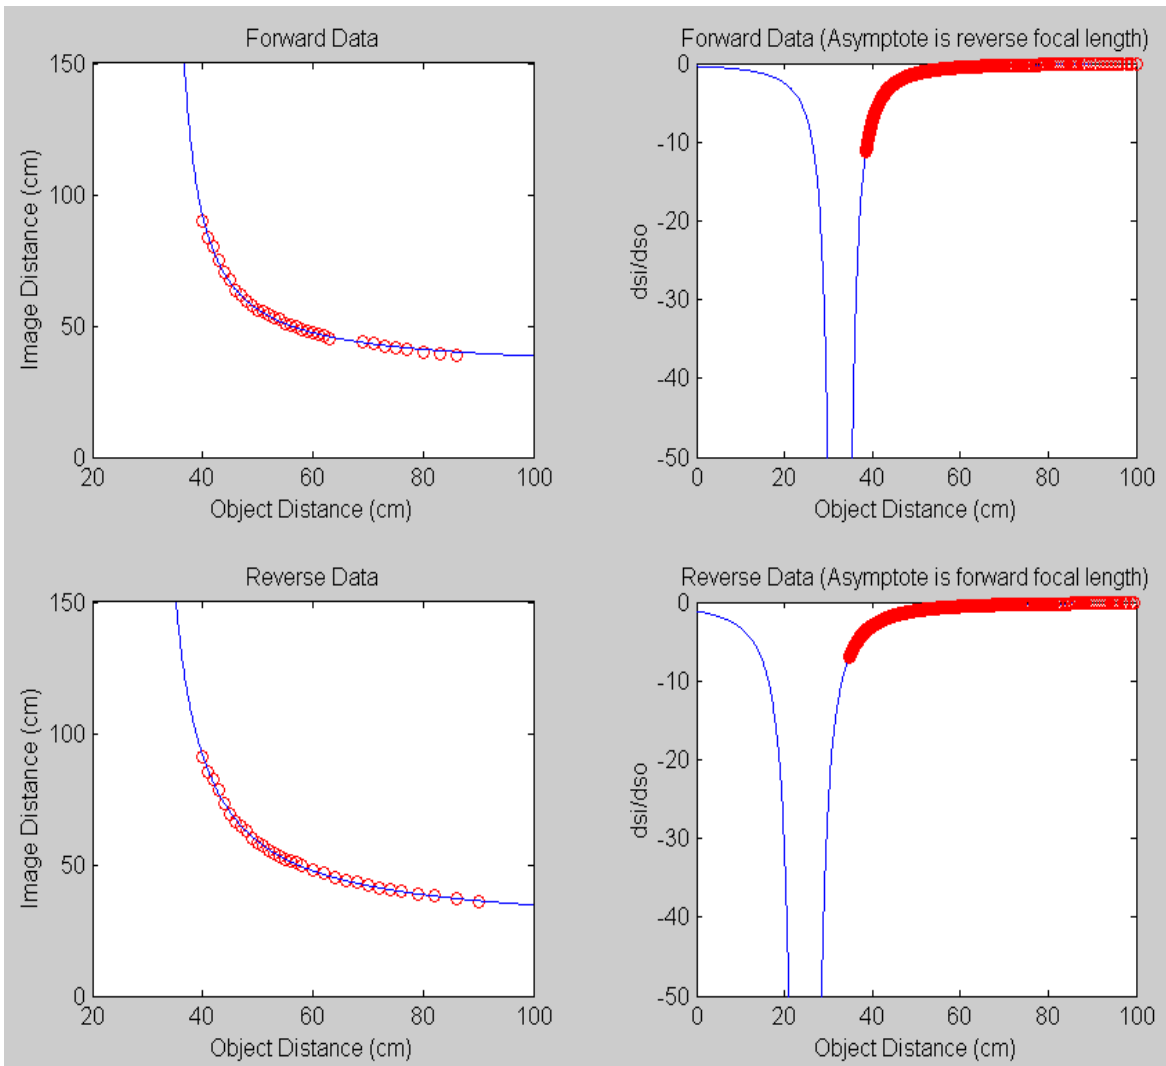 Forward Data
150
100
50
0
20 40 60 80 100
Image Distance (cm)
Object Distance (cm)
Forward Data (Asymptote is reverse focal length)
0
-10
-20
-30
-40
-50
0 20 40 60 80 100
dsi/dso
Object Distance (cm)
Reverse Data
150
100
50
0
20 40 60 80 100
Image Distance (cm)
Object Distance (cm)
Reverse Data (Asymptote is forward focal length)
0
-10
-20
-30
-40
-50
0 20 40 60 80 100
dsi/dso
Object Distance (cm)